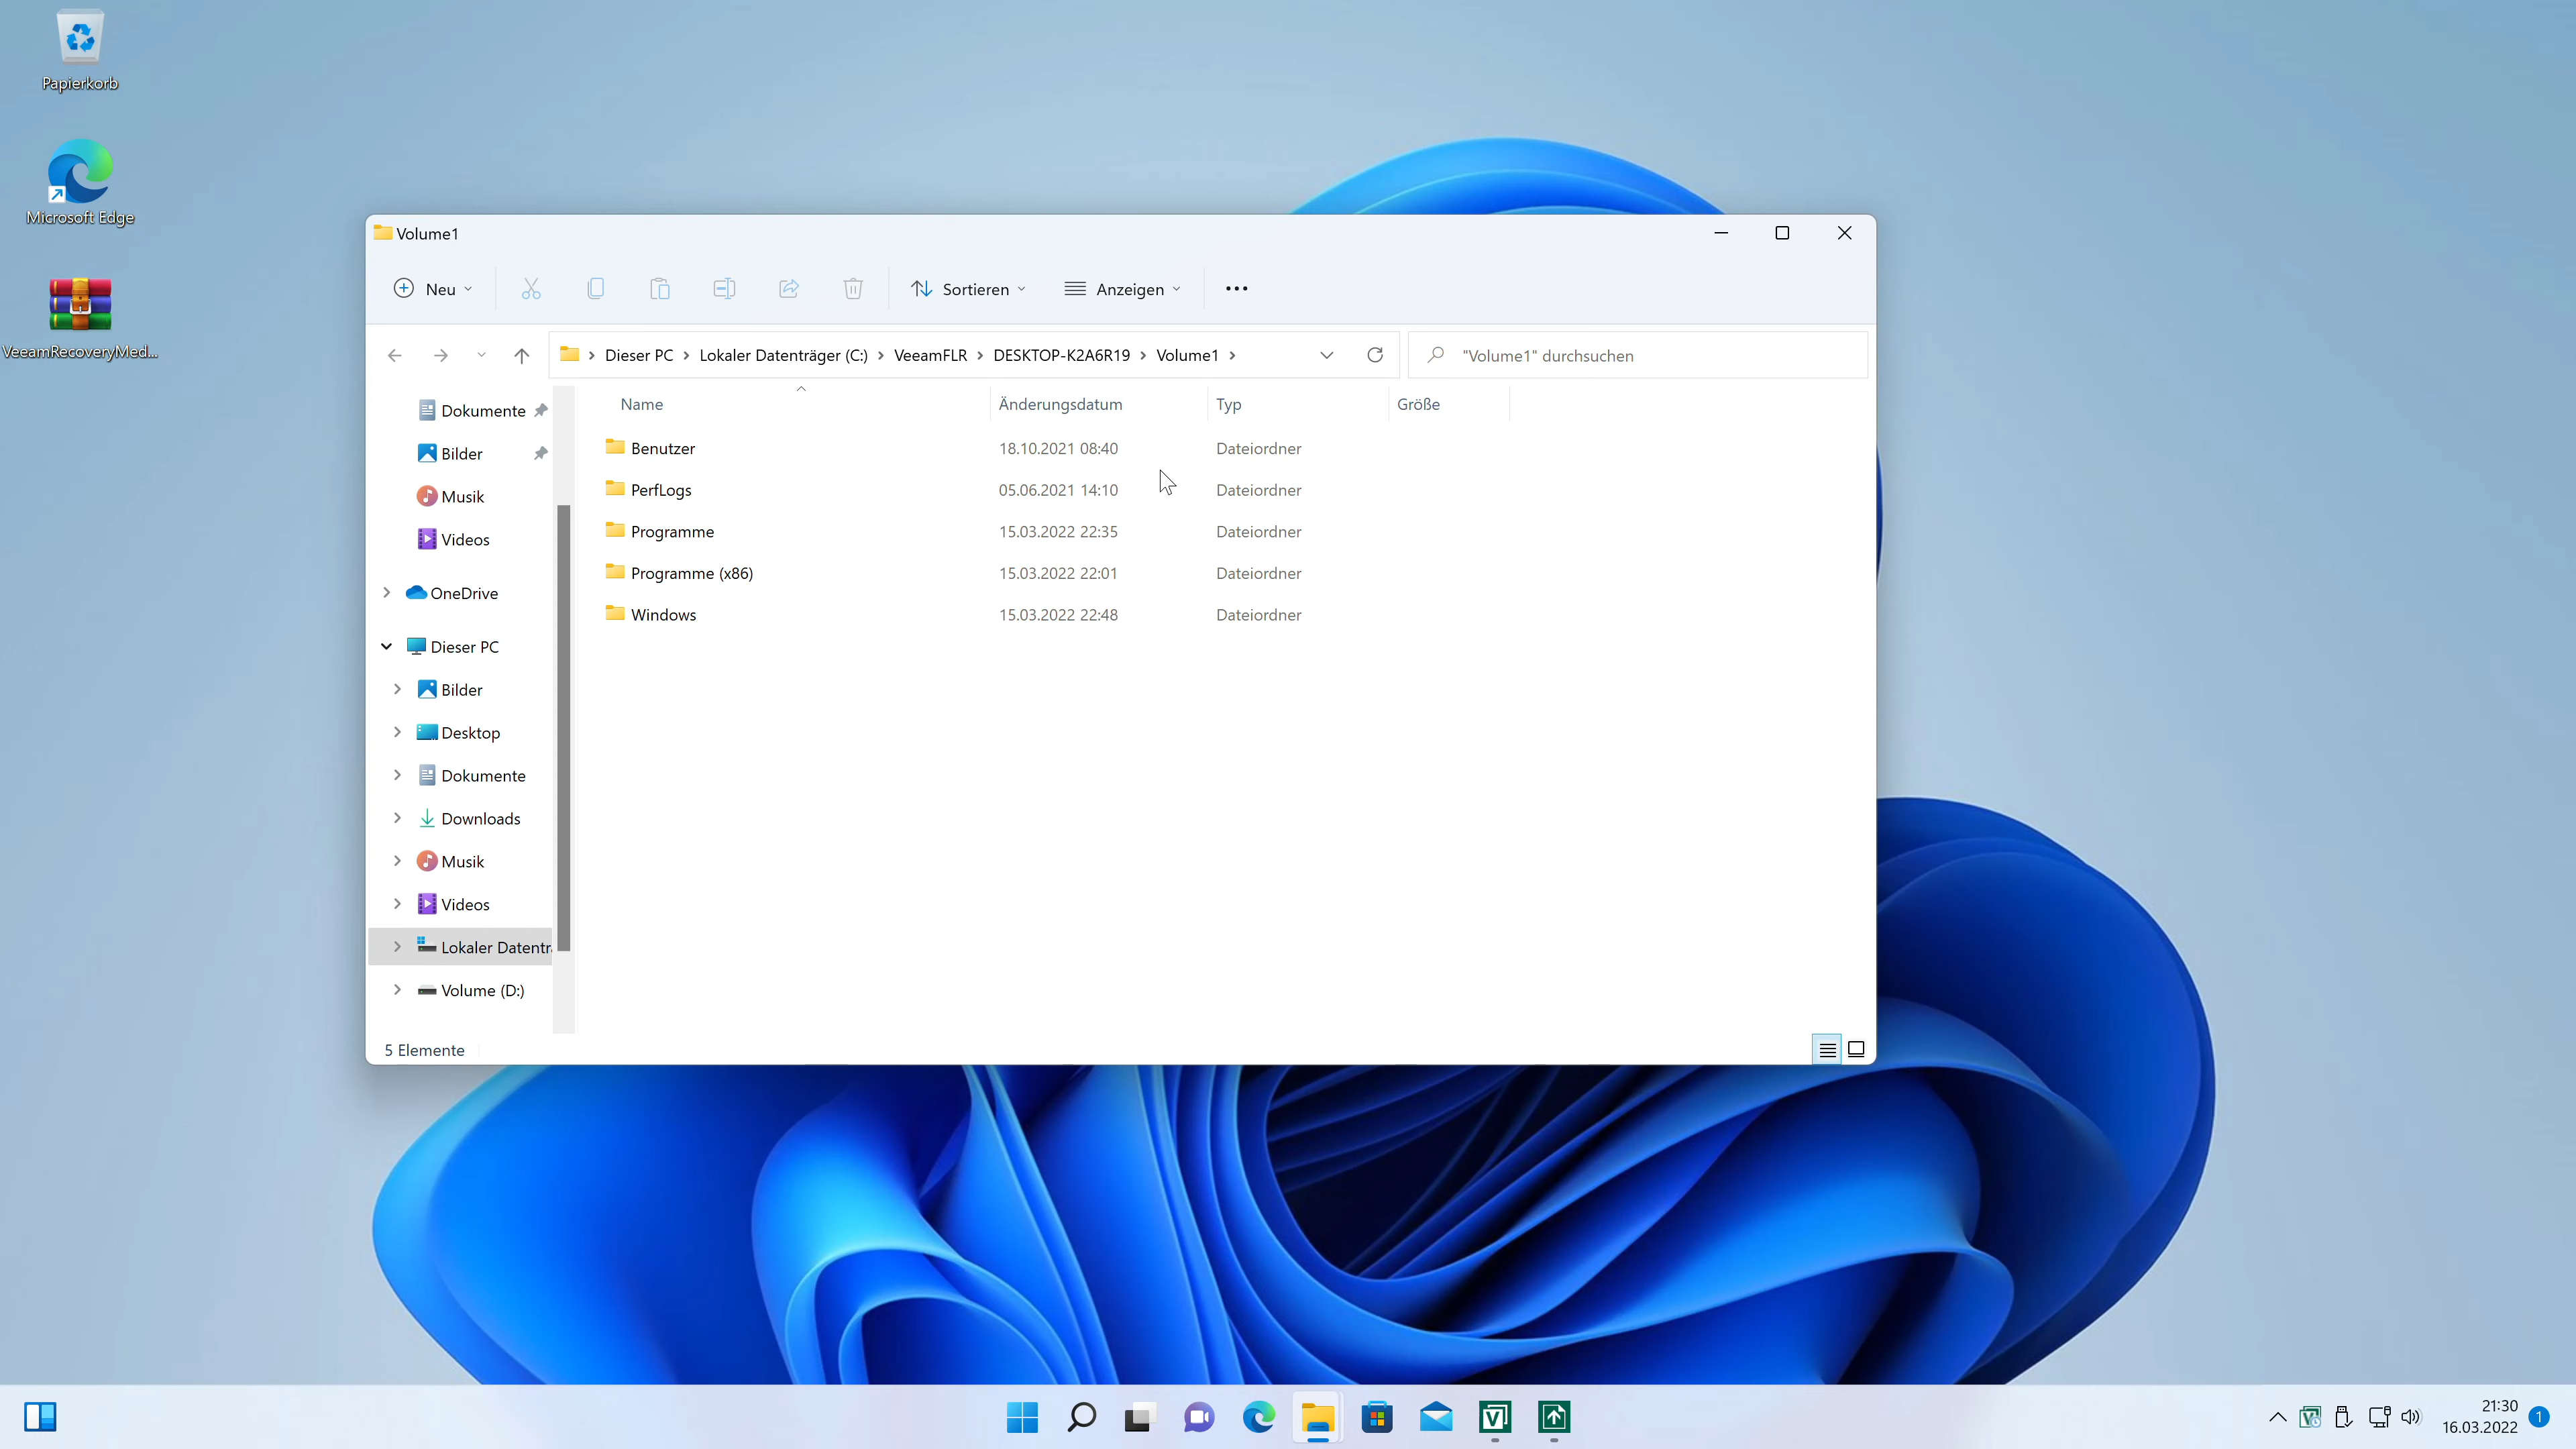 Papierkorb
Microsoft Edge
VeeamRecoveryMed...
Volume1
Neu
Sortieren
Anzeigen
Dieser PC
Lokaler Datenträger (C:)
VeeamFLR
DESKTOP-K2A6R19
Volume1
"Volume1" durchsuchen
Dokumente
Bilder
Musik
Videos
OneDrive
Dieser PC
Bilder
Desktop
Dokumente
Downloads
Musik
Videos
Lokaler Datentr
Volume (D:)
Name Änderungsdatum Typ Größe
Benutzer 18.10.2021 08:40 Dateiordner
PerfLogs 05.06.2021 14:10 Dateiordner
Programme 15.03.2022 22:35 Dateiordner
Programme (x86) 15.03.2022 22:01 Dateiordner
Windows 15.03.2022 22:48 Dateiordner
5 Elemente
21:30
16.03.2022
1